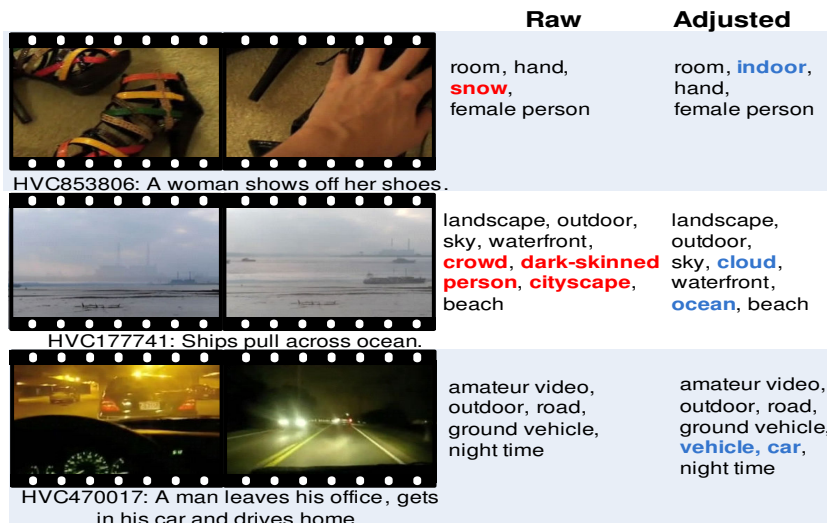 Raw Adjusted
room, hand,
snow,
female person
room, indoor,
hand,
female person
HVC853806: A woman shows off her shoes.
landscape, outdoor,
sky, waterfront,
crowd, dark-skinned
person, cityscape,
beach
landscape,
outdoor,
sky, cloud,
waterfront,
ocean, beach
HVC177741: Ships pull across ocean.
amateur video,
outdoor, road,
ground vehicle,
night time
amateur video,
outdoor, road,
ground vehicle,
vehicle, car,
night time
HVC470017: A man leaves his office, gets
in his car and drives home